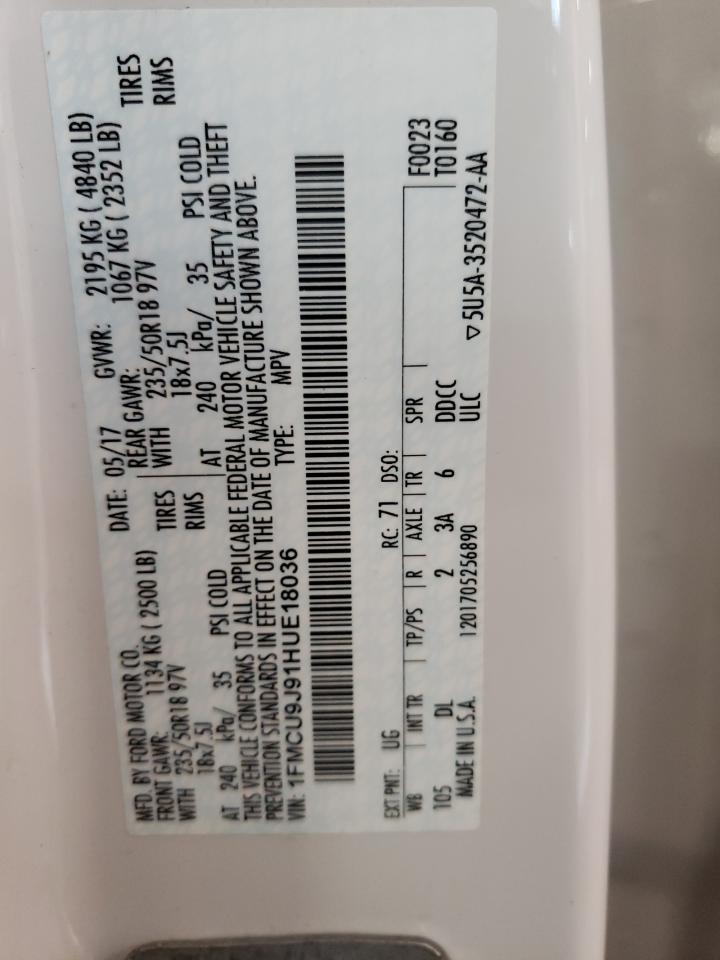 MFD. BY FORD MOTOR CO.
DATE: 05/17 GVWR: 2195 KG ( 4840 LB)
FRONT GAWR: 1134 KG ( 2500 LB) REAR GAWR: 1067 KG ( 2352 LB)
WITH 235/50R18 97V TIRES WITH 235/50R18 97V TIRES
18x7.5J RIMS 18x7.5J RIMS
AT 240 kPa/ 35 PSI COLD AT 240 kPa/ 35 PSI COLD
THIS VEHICLE CONFORMS TO ALL APPLICABLE FEDERAL MOTOR VEHICLE SAFETY AND THEFT
PREVENTION STANDARDS IN EFFECT ON THE DATE OF MANUFACTURE SHOWN ABOVE.
VIN: 1FMCU9J91HUE18036 TYPE: MPV
EXT PNT: UG RC: 71 DSO:
WB INT TR TP/PS R AXLE TR SPR F0023
105 DL 2 3A 6 DDCC T0160
MADE IN U.S.A. 1201705256890 ULC ▽5U5A-3520472-AA